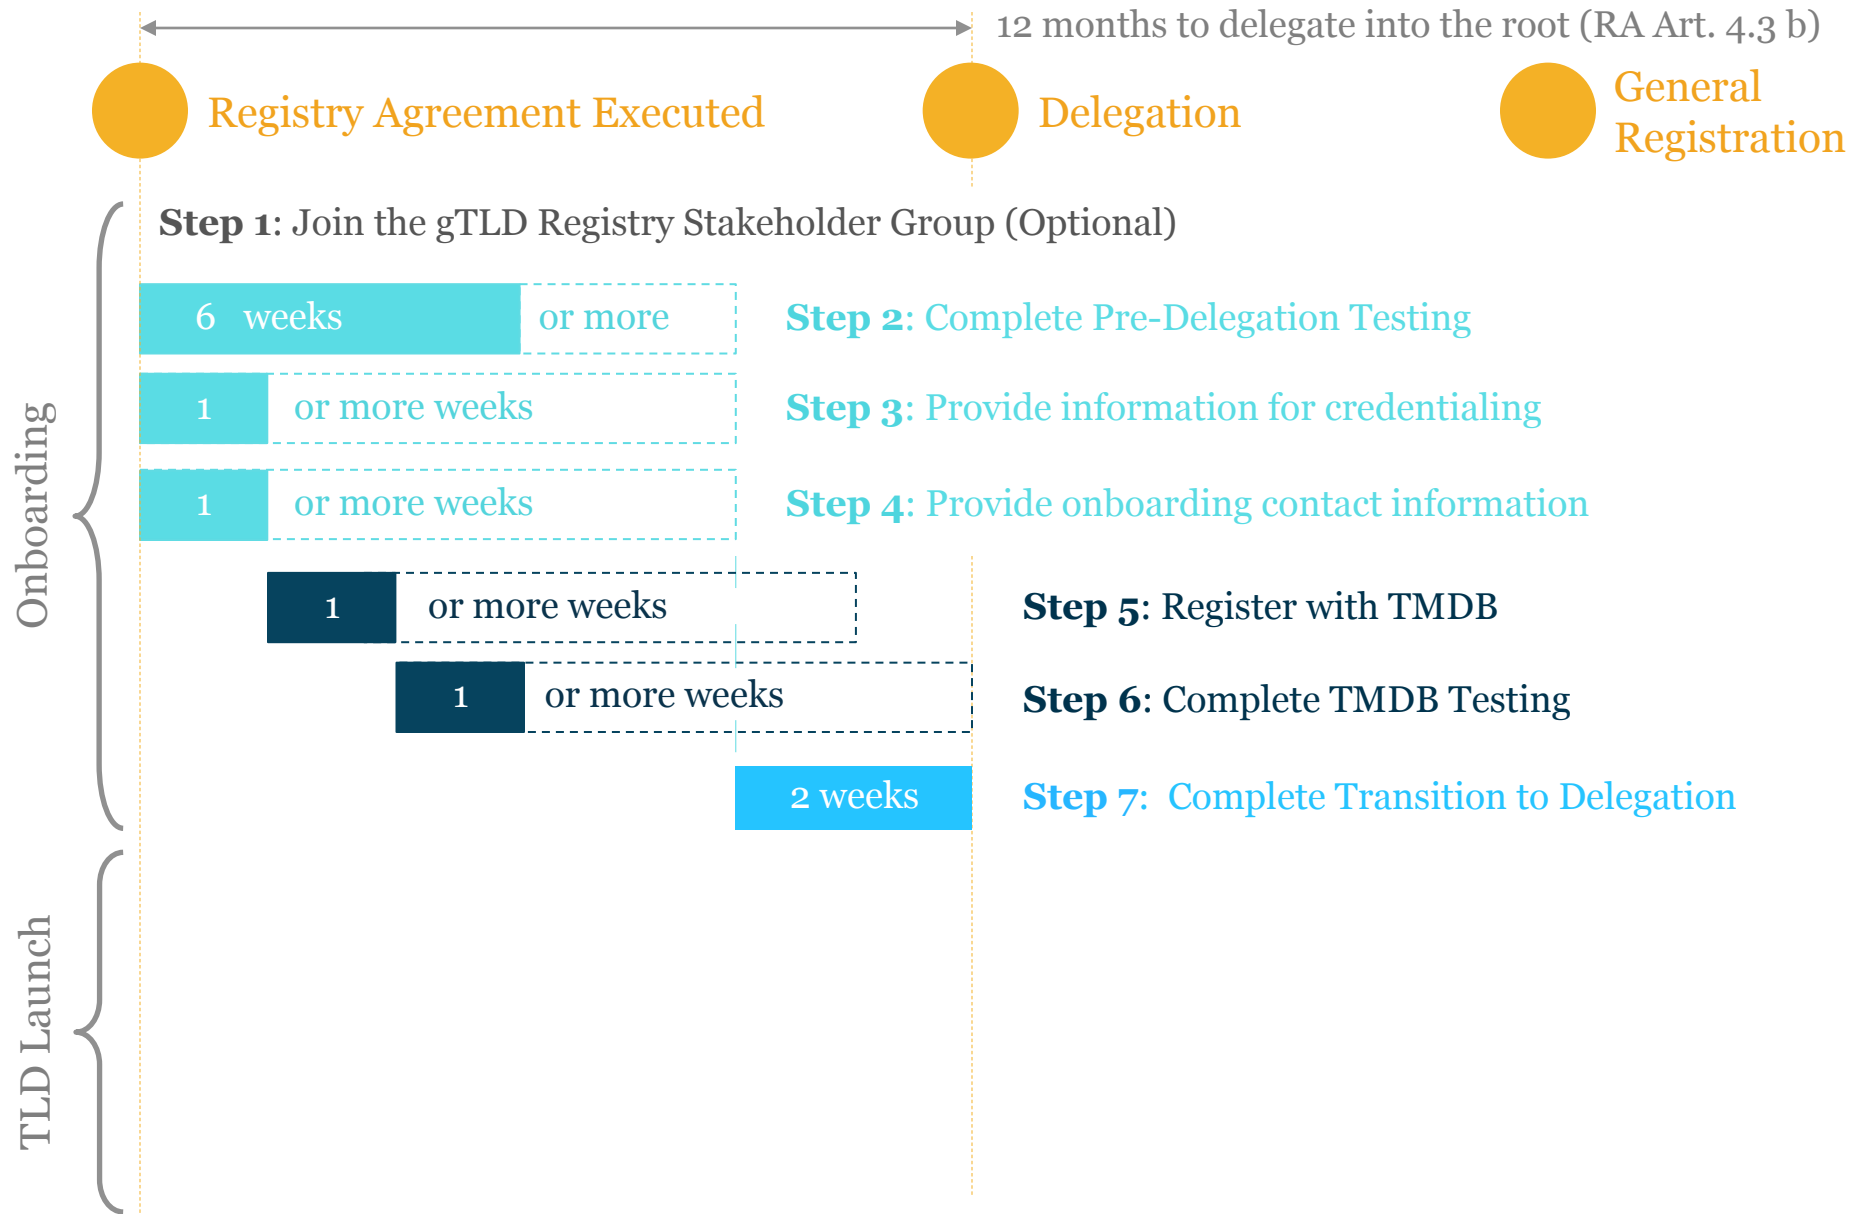 12 months to delegate into the root (RA Art. 4.3 b)
Registry Agreement Executed
Delegation
General
Registration
Onboarding
Step 1: Join the gTLD Registry Stakeholder Group (Optional)
6 weeks or more
Step 2: Complete Pre-Delegation Testing
1 or more weeks
Step 3: Provide information for credentialing
1 or more weeks
Step 4: Provide onboarding contact information
1 or more weeks
Step 5: Register with TMDB
1 or more weeks
Step 6: Complete TMDB Testing
2 weeks
Step 7: Complete Transition to Delegation
TLD Launch